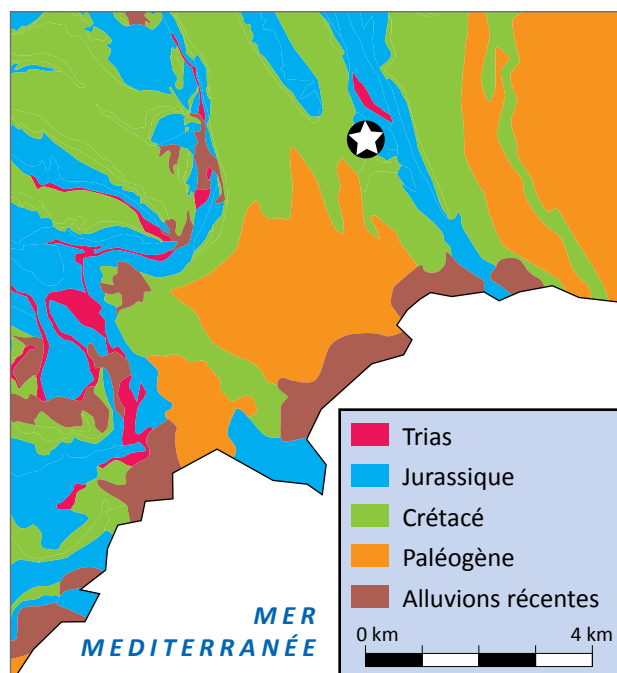 Trias
Jurassique
Crétacé
Paléogène
Alluvions récentes
0 km 4 km
MER
MEDITERRANÉE